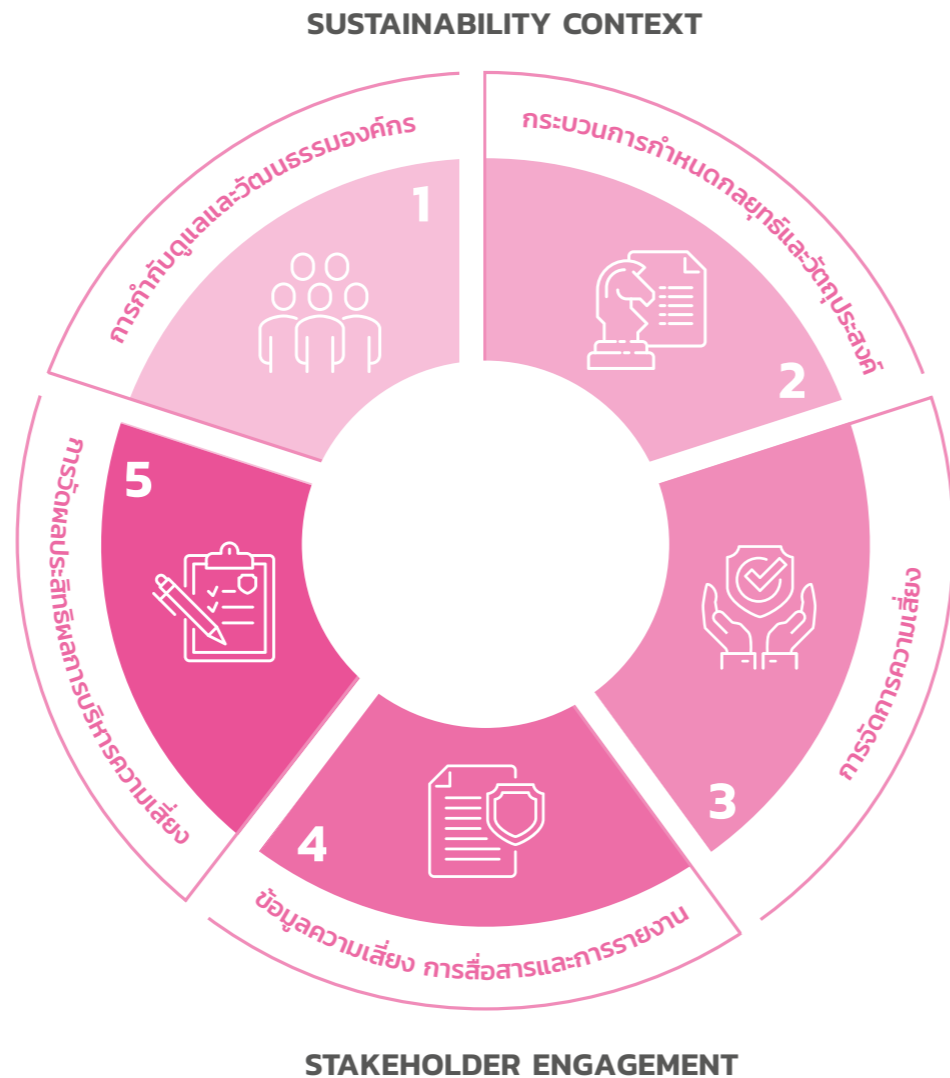 SUSTAINABILITY CONTEXT
การกำกับดูแลและวัฒนธรรมองค์กร
1
กระบวนการกำหนดกลยุทธ์และวัตถุประสงค์
2
การจัดการความเสี่ยง
3
ข้อมูลความเสี่ยง การสื่อสารและการรายงาน
4
การวัดผลประสิทธิผลการบริหารความเสี่ยง
5
STAKEHOLDER ENGAGEMENT